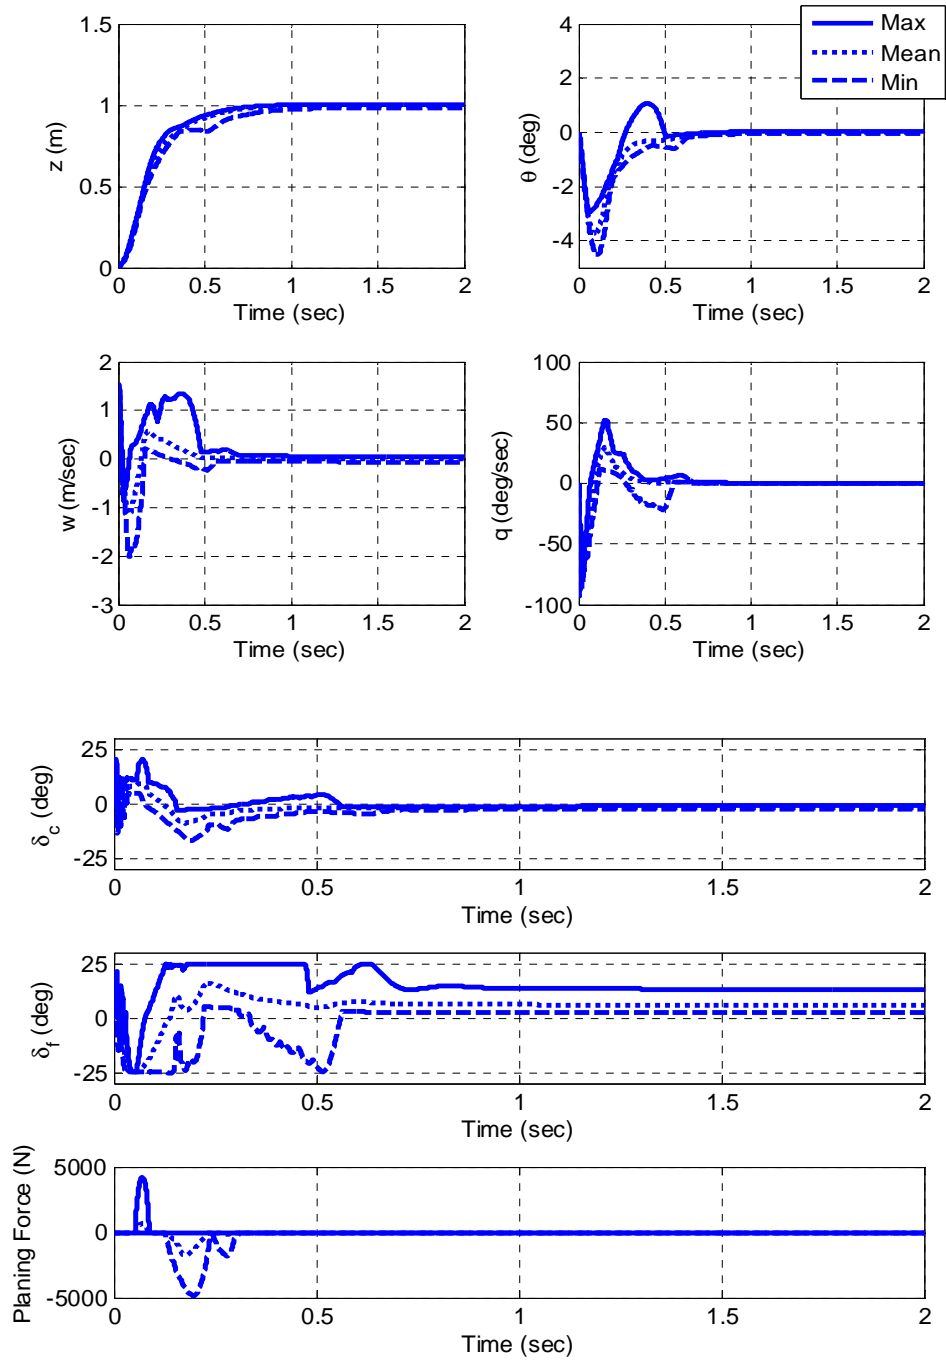 Max
Mean
Min
1.5
1
0.5
0
z (m)
0 0.5 1 1.5 2
Time (sec)
4
2
0
-2
-4
θ (deg)
0 0.5 1 1.5 2
Time (sec)
2
1
0
-1
-2
-3
w (m/sec)
0 0.5 1 1.5 2
Time (sec)
100
50
0
-50
-100
q (deg/sec)
0 0.5 1 1.5 2
Time (sec)
25
0
-25
δc (deg)
0 0.5 1 1.5 2
Time (sec)
25
0
-25
δf (deg)
0 0.5 1 1.5 2
Time (sec)
5000
0
-5000
Planing Force (N)
0 0.5 1 1.5 2
Time (sec)